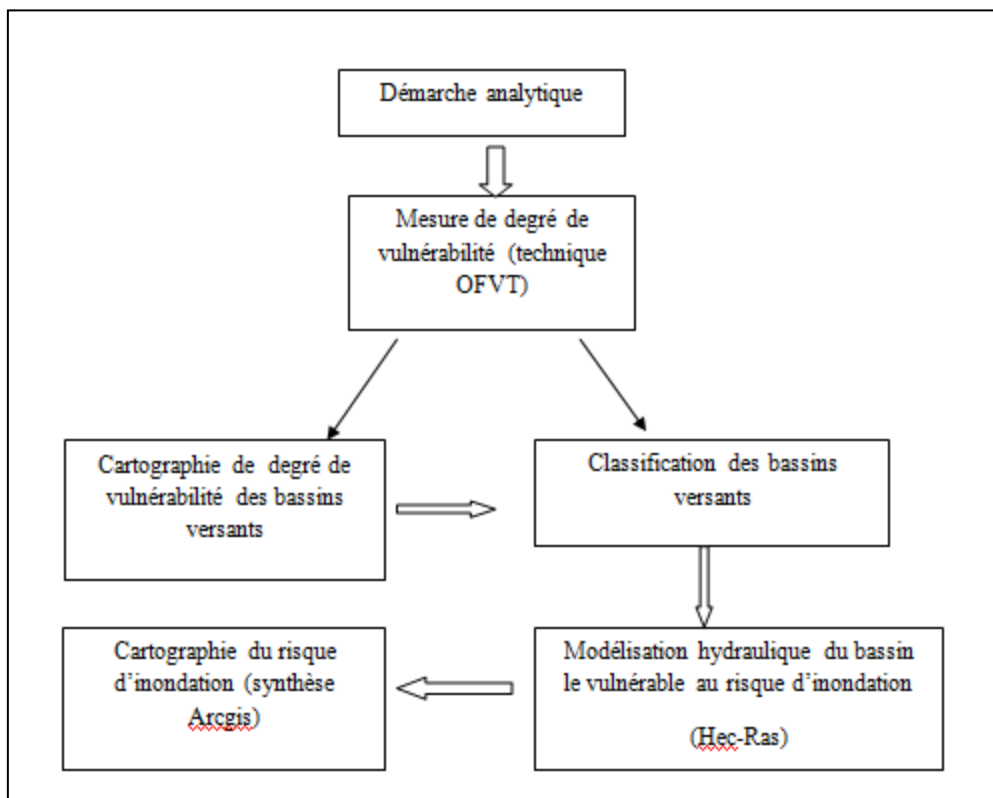 Démarche analytique
Mesure de degré de
vulnérabilité (technique
OFVT)
Cartographie de degré de
vulnérabilité des bassins
versants
Classification des bassins
versants
Cartographie du risque
d'inondation (synthèse
Arcgis)
Modélisation hydraulique du bassin
le vulnérable au risque d'inondation
(Hec-Ras)